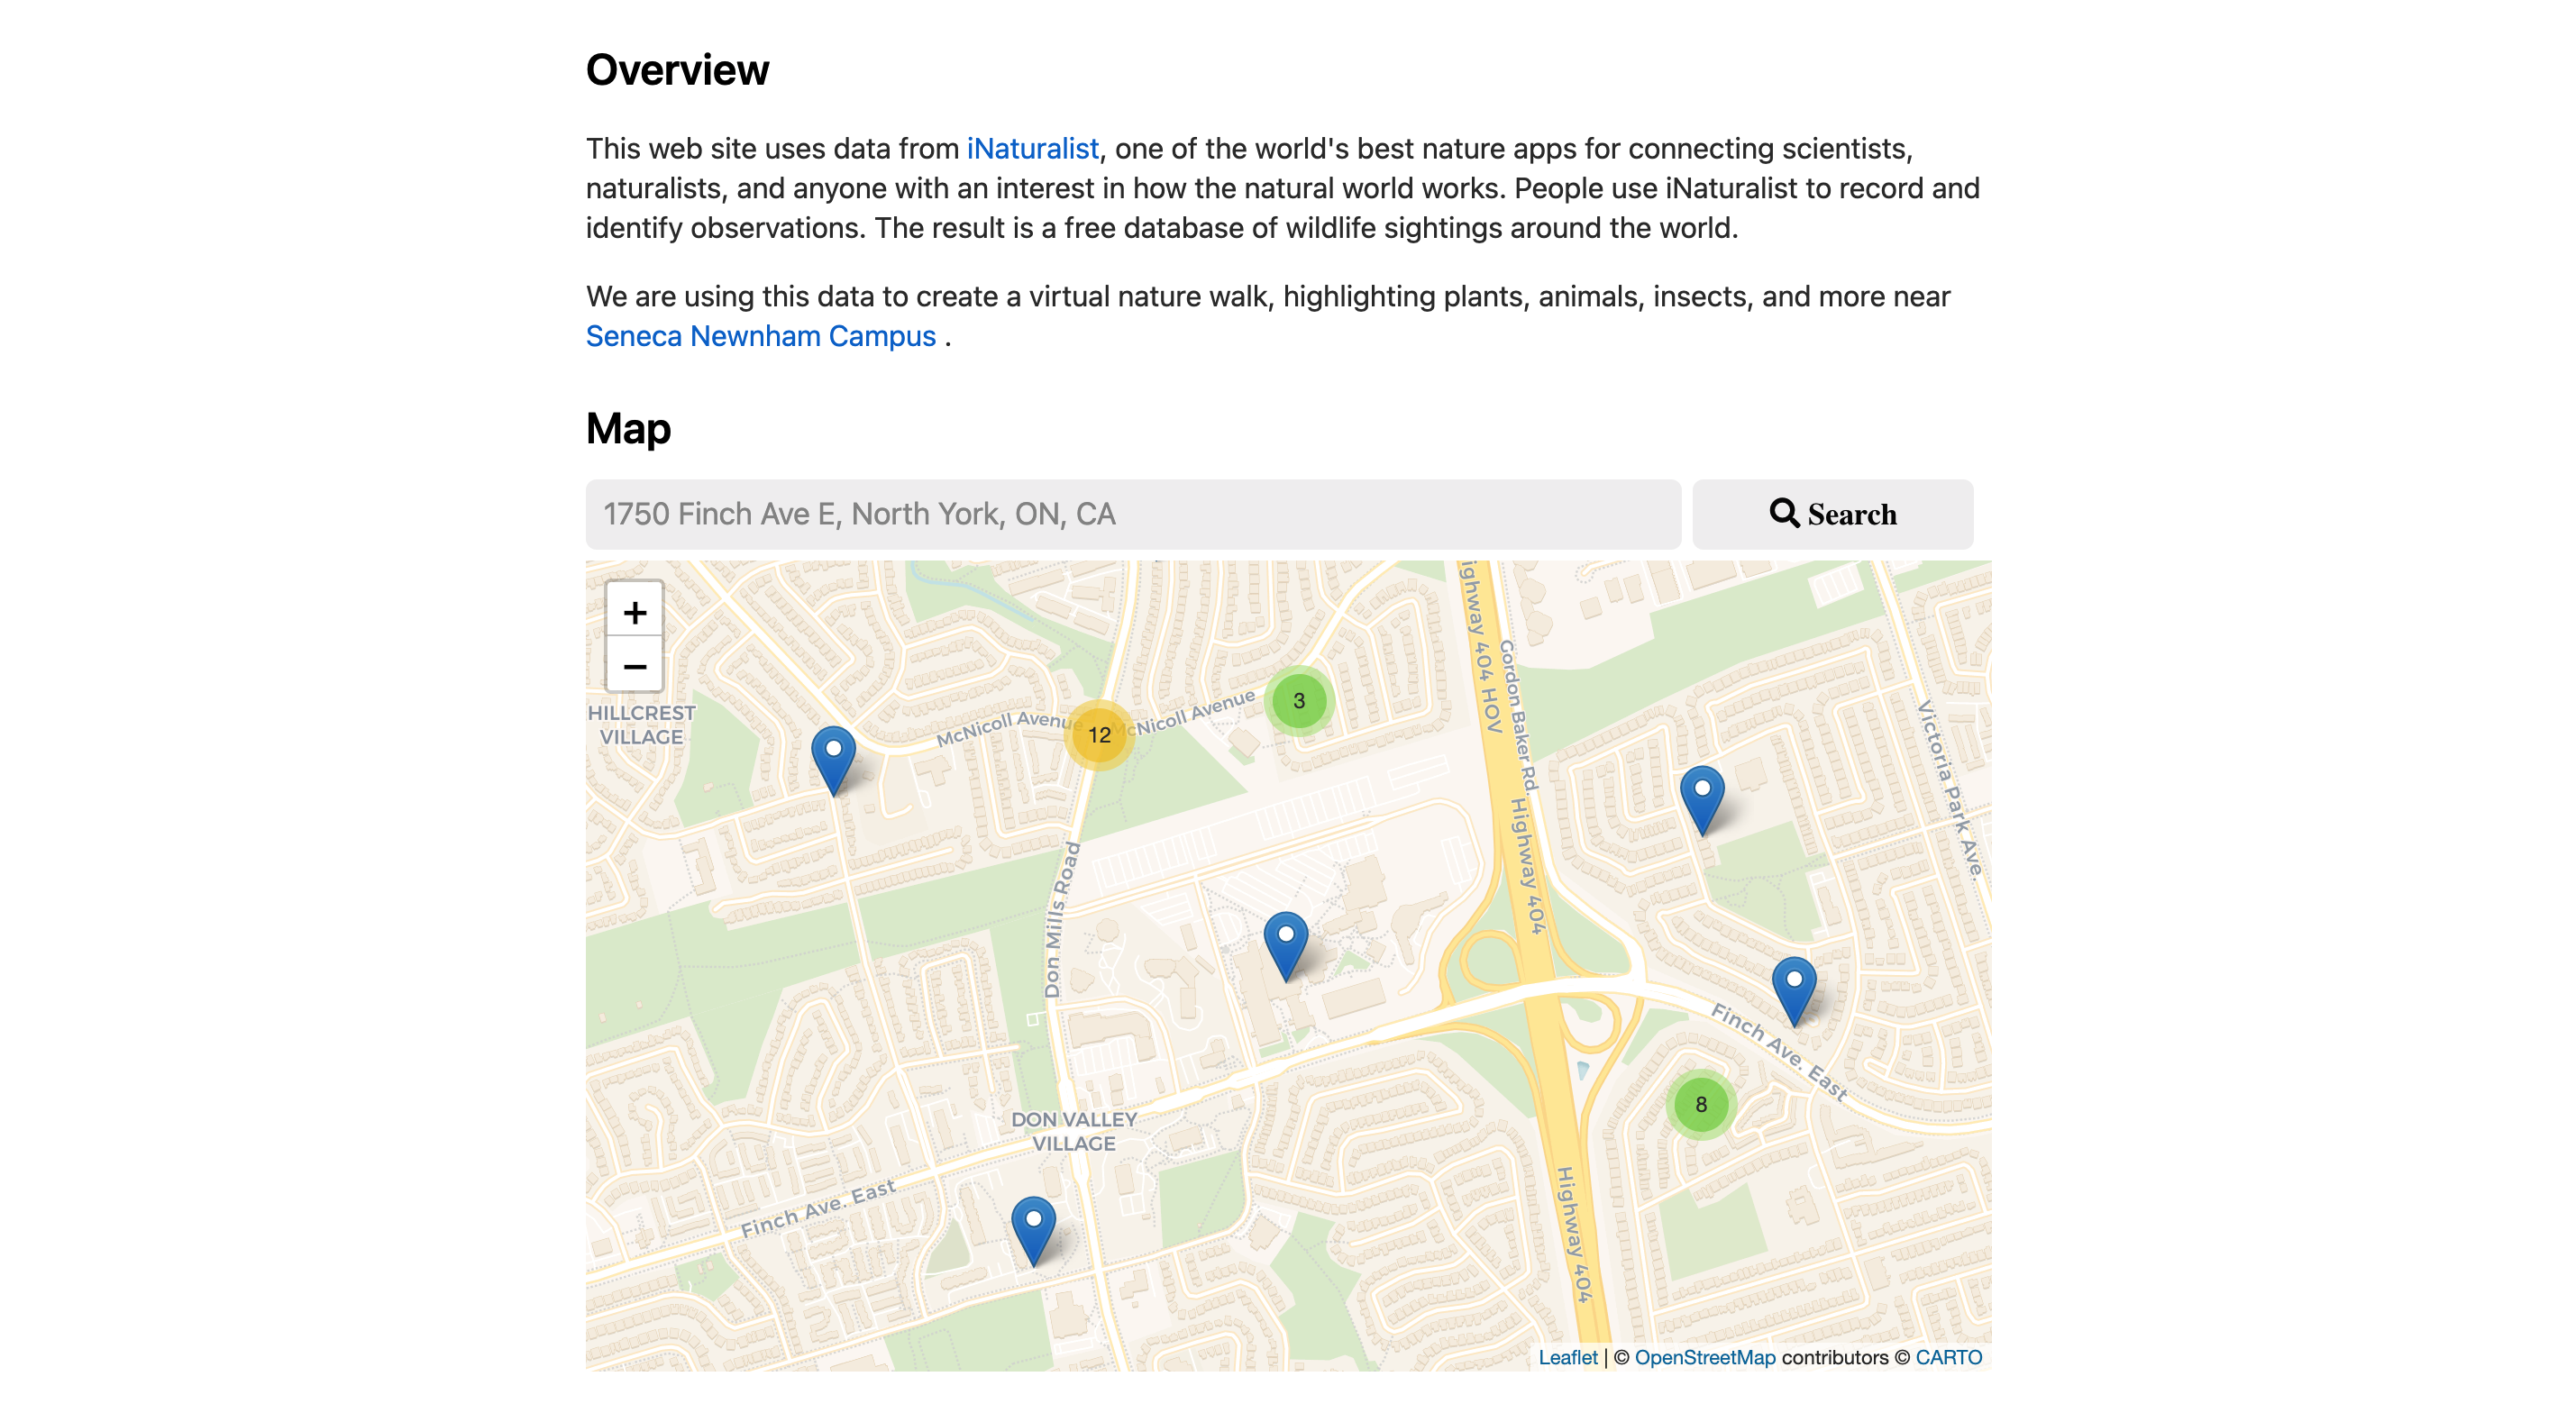 Overview
This web site uses data from iNaturalist, one of the world's best nature apps for connecting scientists,
naturalists, and anyone with an interest in how the natural world works. People use iNaturalist to record and
identify observations. The result is a free database of wildlife sightings around the world.
We are using this data to create a virtual nature walk, highlighting plants, animals, insects, and more near
Seneca Newnham Campus .
Map
1750 Finch Ave E, North York, ON, CA
Search
+
−
ighway 404 HOV
Gordon Baker Rd.
HILLCREST
VILLAGE
McNicoll Avenue
12
McNicoll Avenue
3
Victoria Park Ave.
Highway 404
Don Mills Road
Finch Ave. East
8
DON VALLEY
VILLAGE
Finch Ave. East
Highway 404
Leaflet | © OpenStreetMap contributors © CARTO